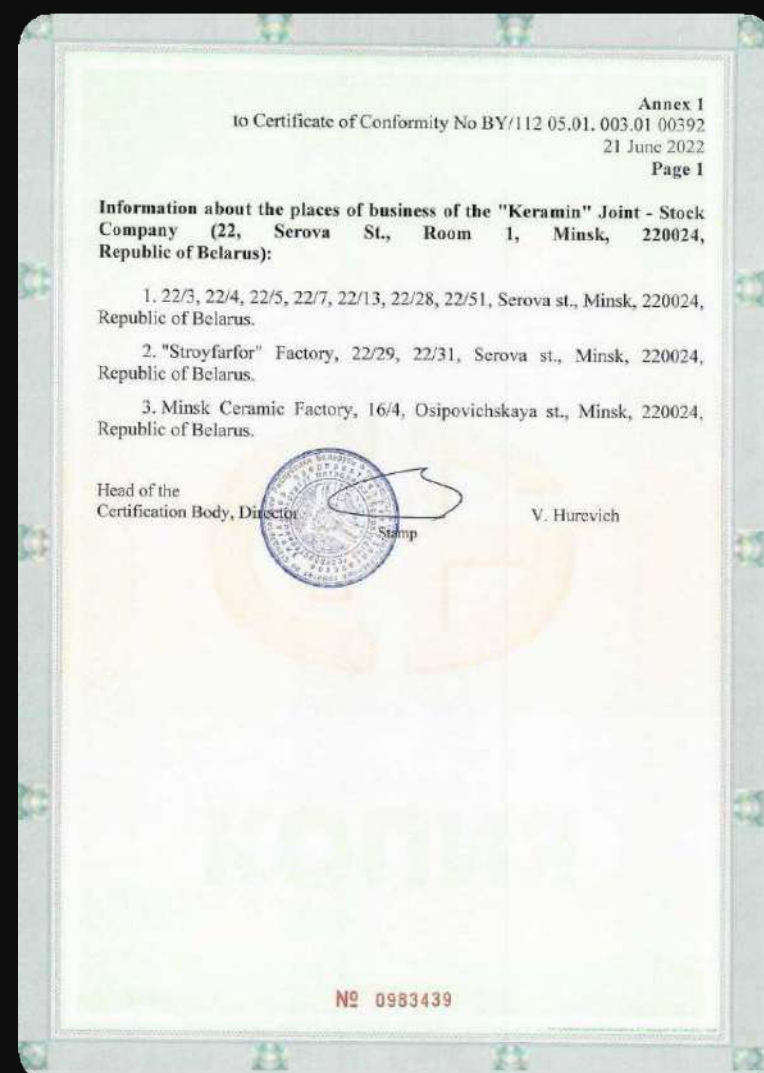 Annex 1
to Certificate of Conformity No BY/112 05.01. 003.01 00392
21 June 2022
Page 1
Information about the places of business of the "Keramin" Joint - Stock
Company (22, Serova St., Room 1, Minsk, 220024,
Republic of Belarus):
1. 22/3, 22/4, 22/5, 22/7, 22/13, 22/28, 22/51, Serova st., Minsk, 220024,
Republic of Belarus.
2. "Stroyfarfor" Factory, 22/29, 22/31, Serova st., Minsk, 220024,
Republic of Belarus.
3. Minsk Ceramic Factory, 16/4, Osipovichskaya st., Minsk, 220024,
Republic of Belarus.
Head of the
Certification Body, Director
Stamp
V. Hurevich
КОПИЯ
№ 0983439